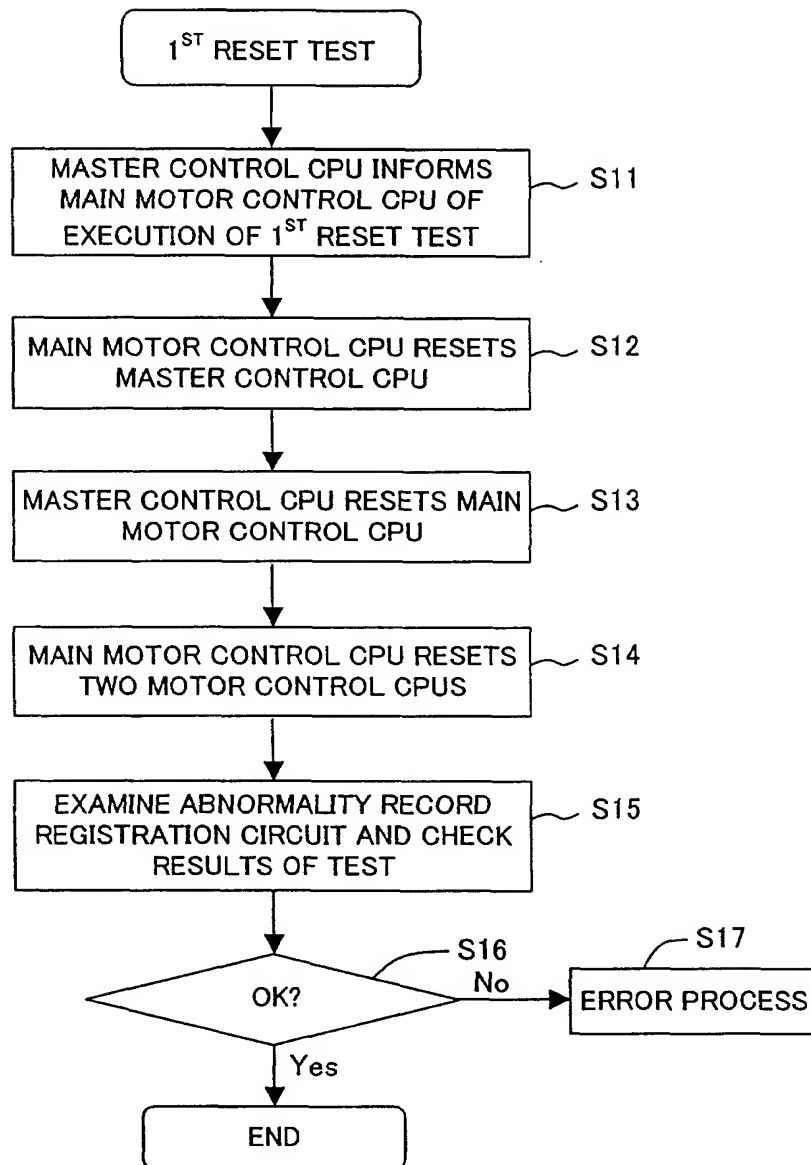 1ST RESET TEST
MASTER CONTROL CPU INFORMS
MAIN MOTOR CONTROL CPU OF
EXECUTION OF 1ST RESET TEST
S11
MAIN MOTOR CONTROL CPU RESETS
MASTER CONTROL CPU
S12
MASTER CONTROL CPU RESETS MAIN
MOTOR CONTROL CPU
S13
MAIN MOTOR CONTROL CPU RESETS
TWO MOTOR CONTROL CPUS
S14
EXAMINE ABNORMALITY RECORD
REGISTRATION CIRCUIT AND CHECK
RESULTS OF TEST
S15
OK?
S16
No
S17
ERROR PROCESS
Yes
END